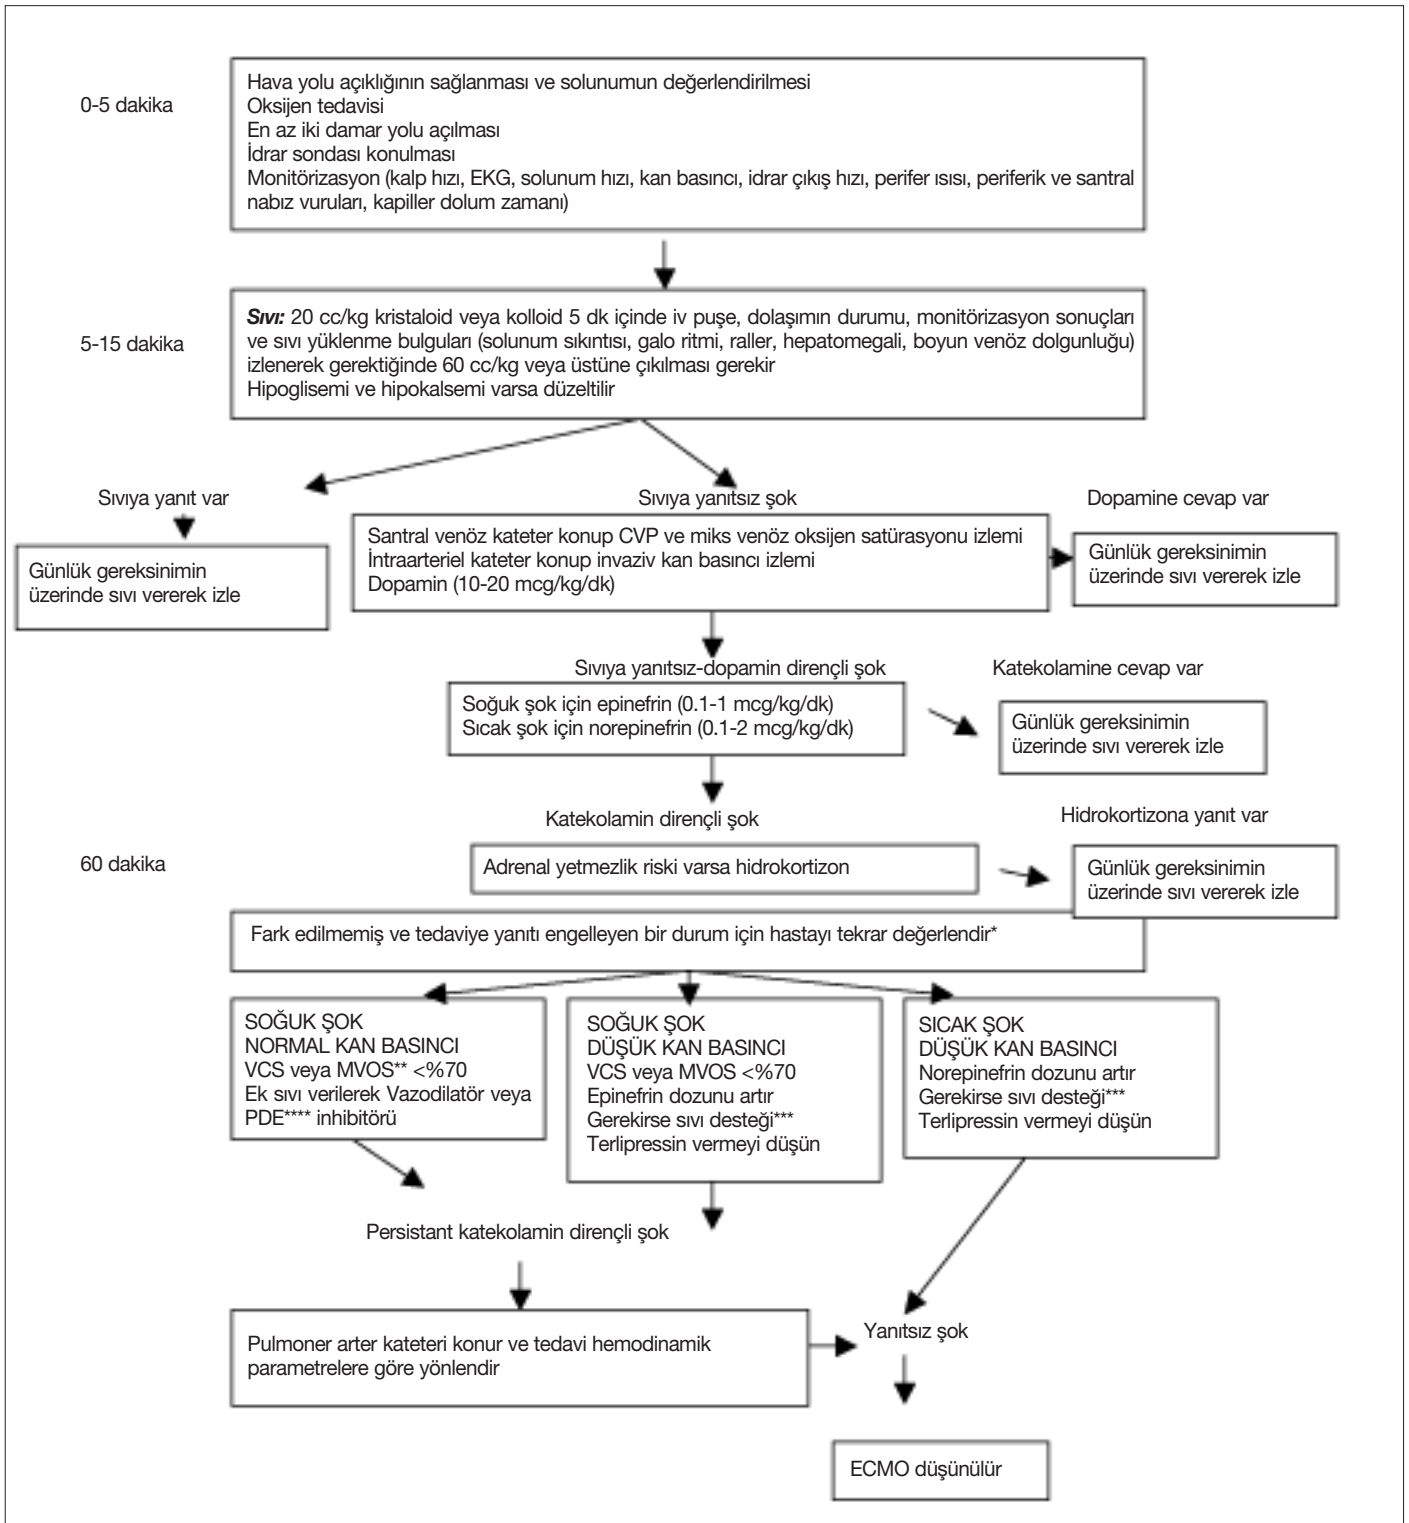 0-5 dakika
Hava yolu açıklığının sağlanması ve solunumun değerlendirilmesi
Oksijen tedavisi
En az iki damar yolu açılması
İdrar sondası konulması
Monitörizasyon (kalp hızı, EKG, solunum hızı, kan basıncı, idrar çıkış hızı, perifer ısısı, periferik ve santral
nabız vuruları, kapiller dolum zamanı)
5-15 dakika
Sıvı: 20 cc/kg kristaloid veya kolloid 5 dk içinde iv puşe, dolaşımın durumu, monitörizasyon sonuçları
ve sıvı yüklenme bulguları (solunum sıkıntısı, galo ritmi, raller, hepatomegali, boyun venöz dolgunluğu)
izlenerek gerektiğinde 60 cc/kg veya üstüne çıkılması gerekir
Hipoglisemi ve hipokalsemi varsa düzeltilir
Sıvıya yanıt var
Günlük gereksinimin
üzerinde sıvı vererek izle
Sıvıya yanıtsız şok
Santral venöz kateter konup CVP ve miks venöz oksijen satürasyonu izlemi
İntraarteriel kateter konup invaziv kan basıncı izlemi
Dopamin (10-20 mcg/kg/dk)
Dopamine cevap var
Günlük gereksinimin
üzerinde sıvı vererek izle
Sıvıya yanıtsız-dopamin dirençli şok
Soğuk şok için epinefrin (0.1-1 mcg/kg/dk)
Sıcak şok için norepinefrin (0.1-2 mcg/kg/dk)
Katekolamine cevap var
Günlük gereksinimin
üzerinde sıvı vererek izle
Katekolamin dirençli şok
60 dakika
Adrenal yetmezlik riski varsa hidrokortizon
Hidrokortizona yanıt var
Günlük gereksinimin
üzerinde sıvı vererek izle
Fark edilmemiş ve tedaviye yanıtı engelleyen bir durum için hastayı tekrar değerlendir*
SOĞUK ŞOK
NORMAL KAN BASINCI
VCS veya MVOS** <%70
Ek sıvı verilerek Vazodilatör veya
PDE**** inhibitörü
SOĞUK ŞOK
DÜŞÜK KAN BASINCI
VCS veya MVOS <%70
Epinefrin dozunu artır
Gerekirse sıvı desteği***
Terlipressin vermeyi düşün
SICAK ŞOK
DÜŞÜK KAN BASINCI
Norepinefrin dozunu artır
Gerekirse sıvı desteği***
Terlipressin vermeyi düşün
Persistant katekolamin dirençli şok
Pulmoner arter kateteri konur ve tedavi hemodinamik
parametrelere göre yönlendir
Yanıtsız şok
ECMO düşünülür